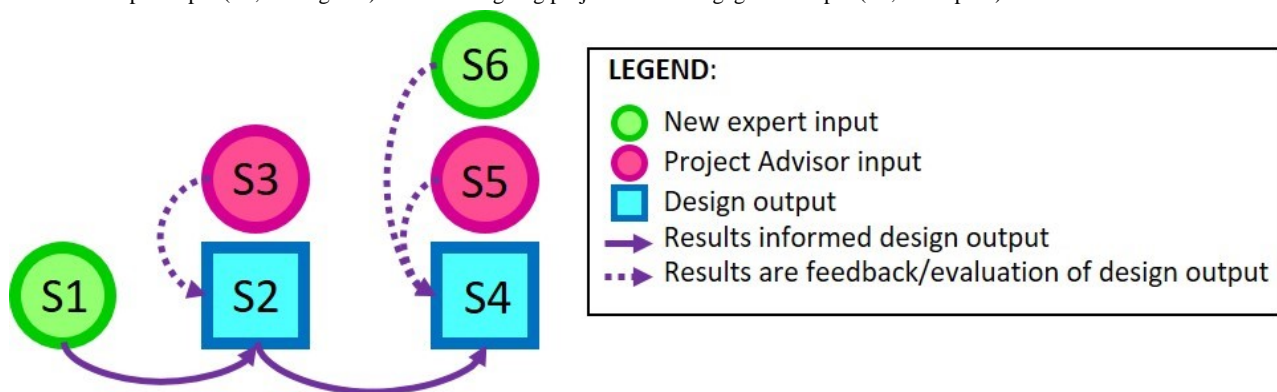 S6
S3
S5
S1
S2
S4
LEGEND:
New expert input
Project Advisor input
Design output
Results informed design output
Results are feedback/evaluation of design output